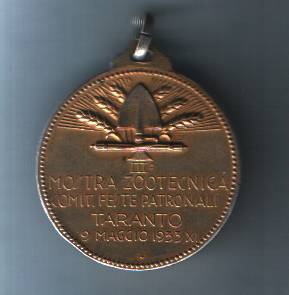 III
MOSTRA ZOOTECNICA
COMIT. FESTE PATRONALI
TARANTO
9 MAGGIO 1933 XI